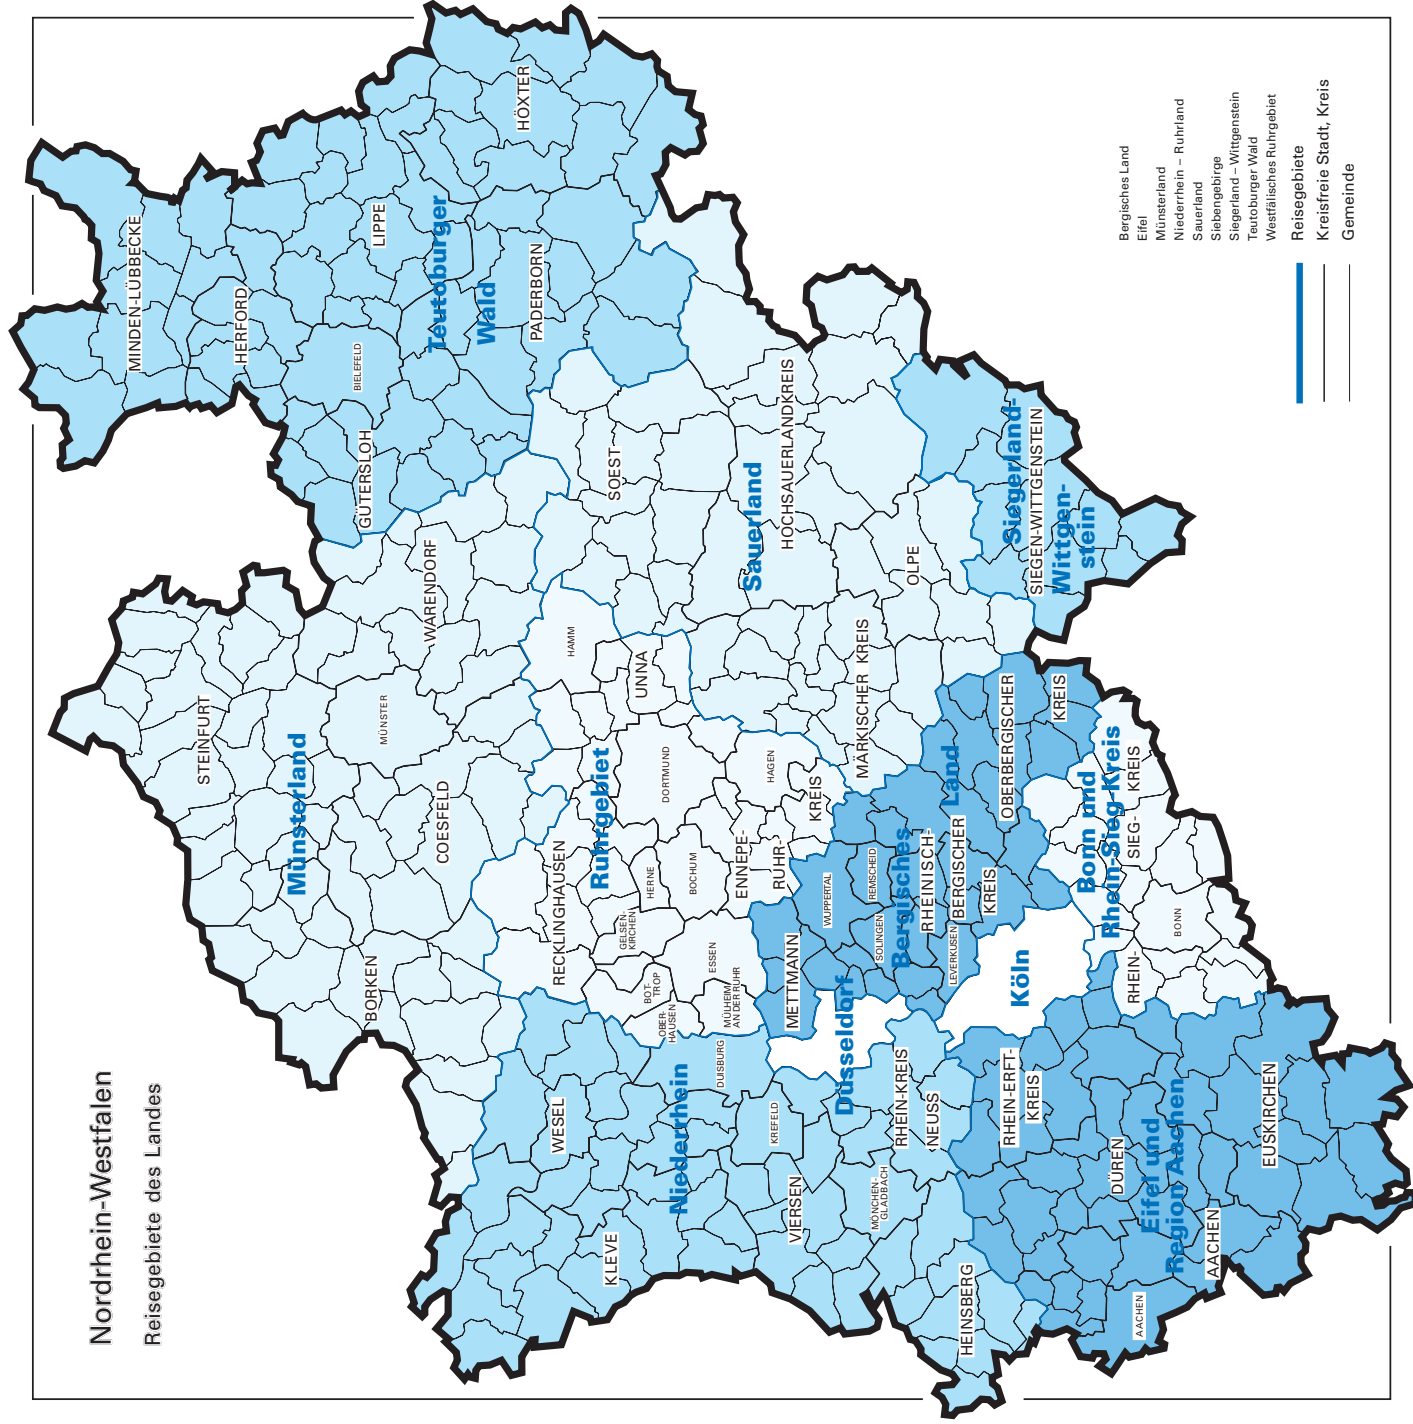 Nordrhein-Westfalen
Reisegebiete des Landes
MINDEN-LÜBBECKE
HERFORD
LIPPE
HÖXTER
BIELEFELD
GÜTERSLOH
Teutoburger
Wald
PADERBORN
STEINFURT
Münsterland
MÜNSTER
WARENDORF
COESFELD
BORKEN
SOEST
Sauerland
HOCHSAUERLANDKREIS
OLPE
MÄRKISCHER KREIS
Siegerland-
Wittgen-
stein
SIEGEN-WITTGENSTEIN
HAMM
UNNA
Ruhrgebiet
DORTMUND
HAGEN
RECKLINGHAUSEN
HERNE
BOCHUM
ENNEPE-
RUHR-
KREIS
GELSEN-
KIRCHEN
BOT-
TROP
ESSEN
OBER-
HAUSEN
MÜLHEIM
AN DER RUHR
WESEL
DUISBURG
Niederrhein
KLEVE
KREFELD
VIERSEN
MÖNCHEN-
GLADBACH
RHEIN-KREIS
NEUSS
HEINSBERG
Düsseldorf
METTMANN
WUPPERTAL
REMSCHEID
SOLINGEN
Bergisches
Land
RHEINISCH-
BERGISCHER
KREIS
LEVERKUSEN
OBERBERGISCHER
KREIS
Köln
Bonn und
Rhein-Sieg-Kreis
RHEIN-
SIEG-
KREIS
BONN
RHEIN-ERFT-
KREIS
DÜREN
Eifel und
Region Aachen
EUSKIRCHEN
AACHEN
AACHEN
Bergisches Land
Eifel
Münsterland
Niederrhein – Ruhrland
Sauerland
Siebengebirge
Siegerland – Wittgenstein
Teutoburger Wald
Westfälisches Ruhrgebiet
Reisegebiete
Kreisfreie Stadt, Kreis
Gemeinde